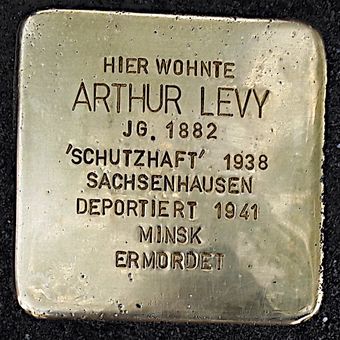 HIER WOHNTE
ARTHUR LEVY
JG. 1882
'SCHUTZHAFT' 1938
SACHSENHAUSEN
DEPORTIERT 1941
MINSK
ERMORDET